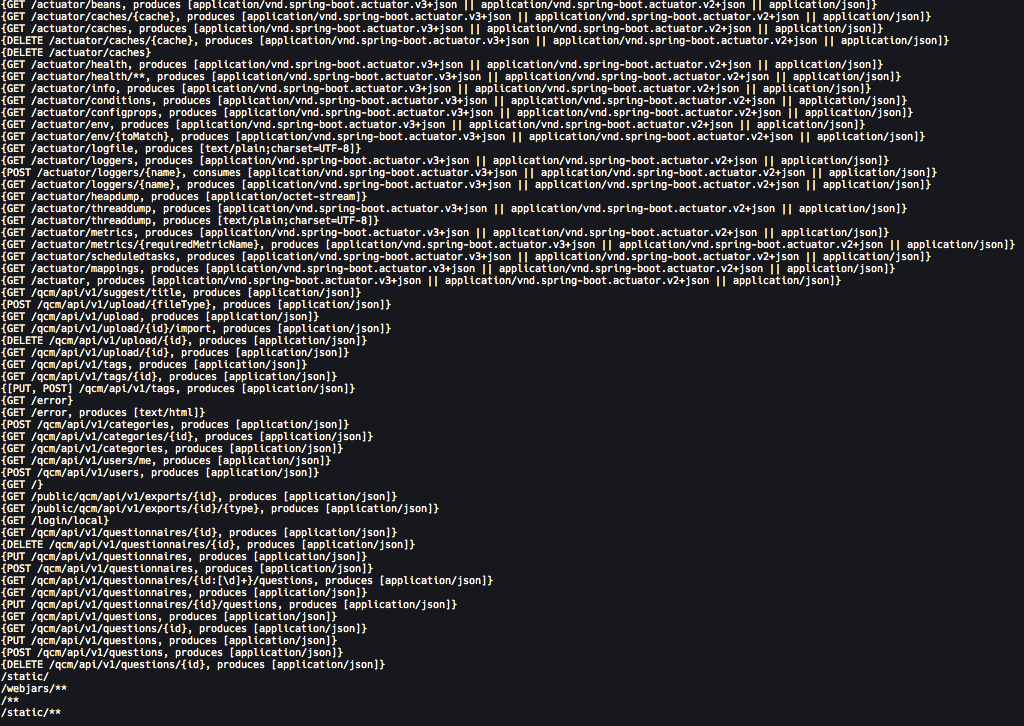 {GET /actuator/beans, produces [application/vnd.spring-boot.actuator.v3+json || application/vnd.spring-boot.actuator.v2+json || application/json]}
{GET /actuator/caches/{cache}, produces [application/vnd.spring-boot.actuator.v3+json || application/vnd.spring-boot.actuator.v2+json || application/json]}
{GET /actuator/caches, produces [application/vnd.spring-boot.actuator.v3+json || application/vnd.spring-boot.actuator.v2+json || application/json]}
{DELETE /actuator/caches/{cache}, produces [application/vnd.spring-boot.actuator.v3+json || application/vnd.spring-boot.actuator.v2+json || application/json]}
{DELETE /actuator/caches}
{GET /actuator/health, produces [application/vnd.spring-boot.actuator.v3+json || application/vnd.spring-boot.actuator.v2+json || application/json]}
{GET /actuator/health/**, produces [application/vnd.spring-boot.actuator.v3+json || application/vnd.spring-boot.actuator.v2+json || application/json]}
{GET /actuator/info, produces [application/vnd.spring-boot.actuator.v3+json || application/vnd.spring-boot.actuator.v2+json || application/json]}
{GET /actuator/conditions, produces [application/vnd.spring-boot.actuator.v3+json || application/vnd.spring-boot.actuator.v2+json || application/json]}
{GET /actuator/configprops, produces [application/vnd.spring-boot.actuator.v3+json || application/vnd.spring-boot.actuator.v2+json || application/json]}
{GET /actuator/env, produces [application/vnd.spring-boot.actuator.v3+json || application/vnd.spring-boot.actuator.v2+json || application/json]}
{GET /actuator/env/{toMatch}, produces [application/vnd.spring-boot.actuator.v3+json || application/vnd.spring-boot.actuator.v2+json || application/json]}
{GET /actuator/logfile, produces [text/plain;charset=UTF-8]}
{GET /actuator/loggers, produces [application/vnd.spring-boot.actuator.v3+json || application/vnd.spring-boot.actuator.v2+json || application/json]}
{POST /actuator/loggers/{name}, consumes [application/vnd.spring-boot.actuator.v3+json || application/vnd.spring-boot.actuator.v2+json || application/json]}
{GET /actuator/loggers/{name}, produces [application/vnd.spring-boot.actuator.v3+json || application/vnd.spring-boot.actuator.v2+json || application/json]}
{GET /actuator/heapdump, produces [application/octet-stream]}
{GET /actuator/threaddump, produces [application/vnd.spring-boot.actuator.v3+json || application/vnd.spring-boot.actuator.v2+json || application/json]}
{GET /actuator/threaddump, produces [text/plain;charset=UTF-8]}
{GET /actuator/metrics, produces [application/vnd.spring-boot.actuator.v3+json || application/vnd.spring-boot.actuator.v2+json || application/json]}
{GET /actuator/metrics/{requiredMetricName}, produces [application/vnd.spring-boot.actuator.v3+json || application/vnd.spring-boot.actuator.v2+json || application/json]}
{GET /actuator/scheduledtasks, produces [application/vnd.spring-boot.actuator.v3+json || application/vnd.spring-boot.actuator.v2+json || application/json]}
{GET /actuator/mappings, produces [application/vnd.spring-boot.actuator.v3+json || application/vnd.spring-boot.actuator.v2+json || application/json]}
{GET /actuator, produces [application/vnd.spring-boot.actuator.v3+json || application/vnd.spring-boot.actuator.v2+json || application/json]}
{GET /qcm/api/v1/suggest/title, produces [application/json]}
{POST /qcm/api/v1/upload/{fileType}, produces [application/json]}
{GET /qcm/api/v1/upload, produces [application/json]}
{GET /qcm/api/v1/upload/{id}/import, produces [application/json]}
{DELETE /qcm/api/v1/upload/{id}, produces [application/json]}
{GET /qcm/api/v1/upload/{id}, produces [application/json]}
{GET /qcm/api/v1/tags, produces [application/json]}
{GET /qcm/api/v1/tags/{id}, produces [application/json]}
{[PUT, POST] /qcm/api/v1/tags, produces [application/json]}
{GET /error}
{GET /error, produces [text/html]}
{POST /qcm/api/v1/categories, produces [application/json]}
{GET /qcm/api/v1/categories/{id}, produces [application/json]}
{GET /qcm/api/v1/categories, produces [application/json]}
{GET /qcm/api/v1/users/me, produces [application/json]}
{POST /qcm/api/v1/users, produces [application/json]}
{GET /}
{GET /public/qcm/api/v1/exports/{id}, produces [application/json]}
{GET /public/qcm/api/v1/exports/{id}/{type}, produces [application/json]}
{GET /login/local}
{GET /qcm/api/v1/questionnaires/{id}, produces [application/json]}
{DELETE /qcm/api/v1/questionnaires/{id}, produces [application/json]}
{PUT /qcm/api/v1/questionnaires, produces [application/json]}
{POST /qcm/api/v1/questionnaires, produces [application/json]}
{GET /qcm/api/v1/questionnaires/{id:[\d]+}/questions, produces [application/json]}
{GET /qcm/api/v1/questionnaires, produces [application/json]}
{PUT /qcm/api/v1/questionnaires/{id}/questions, produces [application/json]}
{GET /qcm/api/v1/questions, produces [application/json]}
{GET /qcm/api/v1/questions/{id}, produces [application/json]}
{PUT /qcm/api/v1/questions, produces [application/json]}
{POST /qcm/api/v1/questions, produces [application/json]}
{DELETE /qcm/api/v1/questions/{id}, produces [application/json]}
/static/
/webjars/**
/**
/static/**